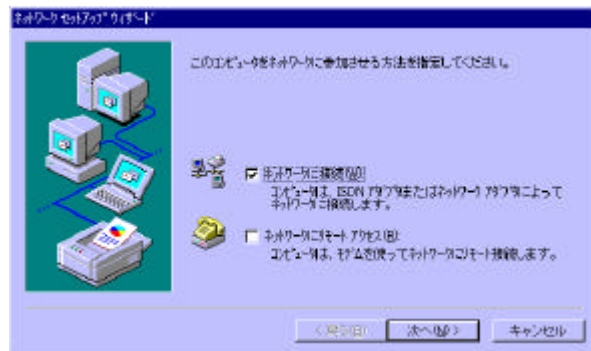 ネットワーク セットアップ ウィザード
このコンピュータをネットワークに参加させる方法を指定してください。
ネットワークに接続(W)
コンピュータは、ISDN アダプタまたはネットワーク アダプタによって
ネットワークに接続します。
ネットワークにリモート アクセス(R):
コンピュータは、モデムを使ってネットワークにリモート接続します。
< 戻る(B)
次へ(N) >
キャンセル